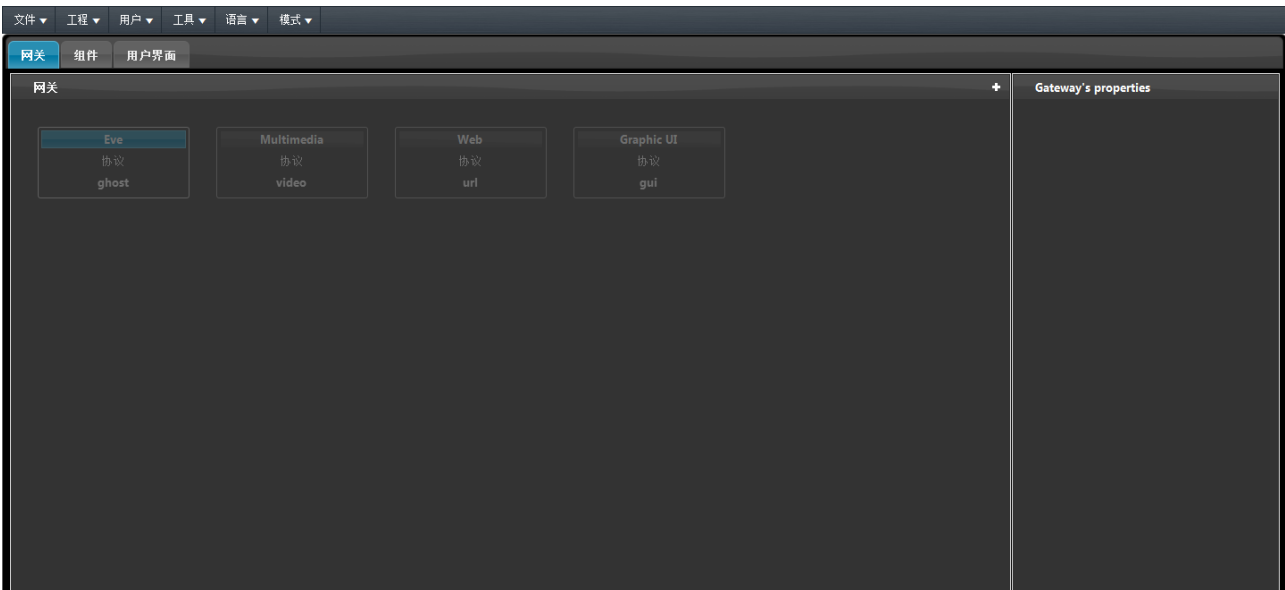 文件▼ 工程▼ 用户▼ 工具▼ 语言▼ 模式▼
网关 组件 用户界面
网关 + Gateway's properties
Eve Multimedia Web Graphic UI
协议 协议 协议 协议
ghost video url gui